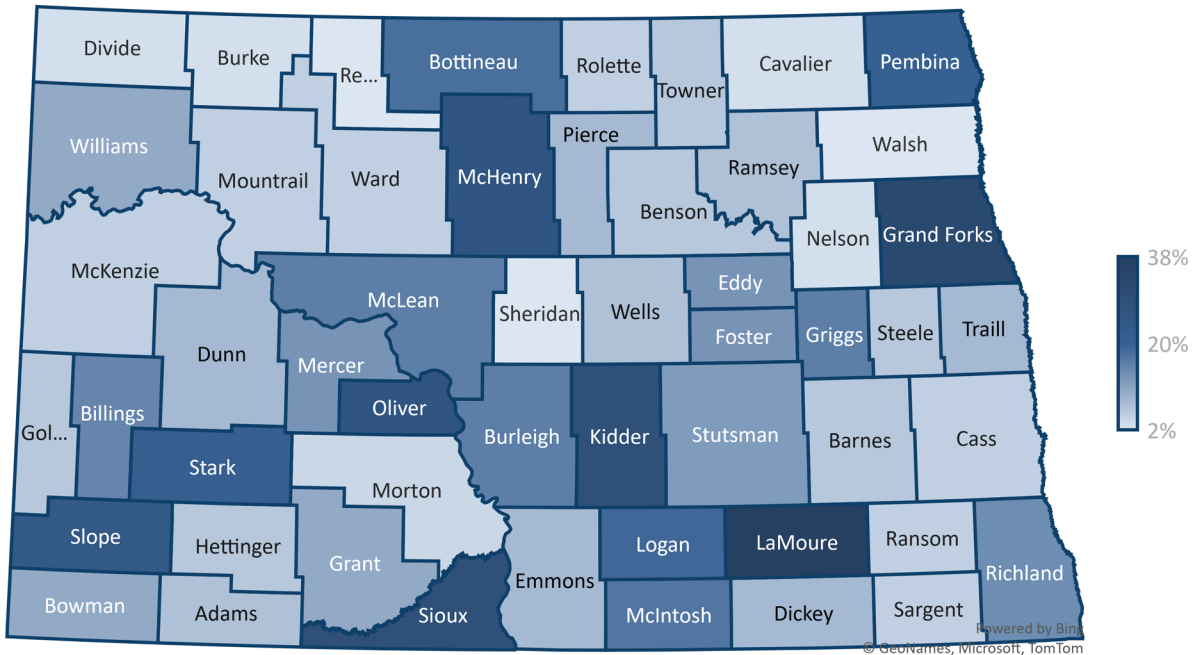 Divide
Burke
Re...
Bottineau
Rolette
Towner
Cavalier
Pembina
Williams
Mountrail
Ward
McHenry
Pierce
Benson
Ramsey
Walsh
Nelson
Grand Forks
McKenzie
McLean
Sheridan
Wells
Eddy
Foster
Griggs
Steele
Traill
Dunn
Mercer
Oliver
Gol...
Billings
Stark
Morton
Burleigh
Kidder
Stutsman
Barnes
Cass
Slope
Hettinger
Grant
Emmons
Logan
LaMoure
Ransom
Richland
Bowman
Adams
Sioux
McIntosh
Dickey
Sargent
38%
20%
2%
Powered by Bing
© GeoNames, Microsoft, TomTom